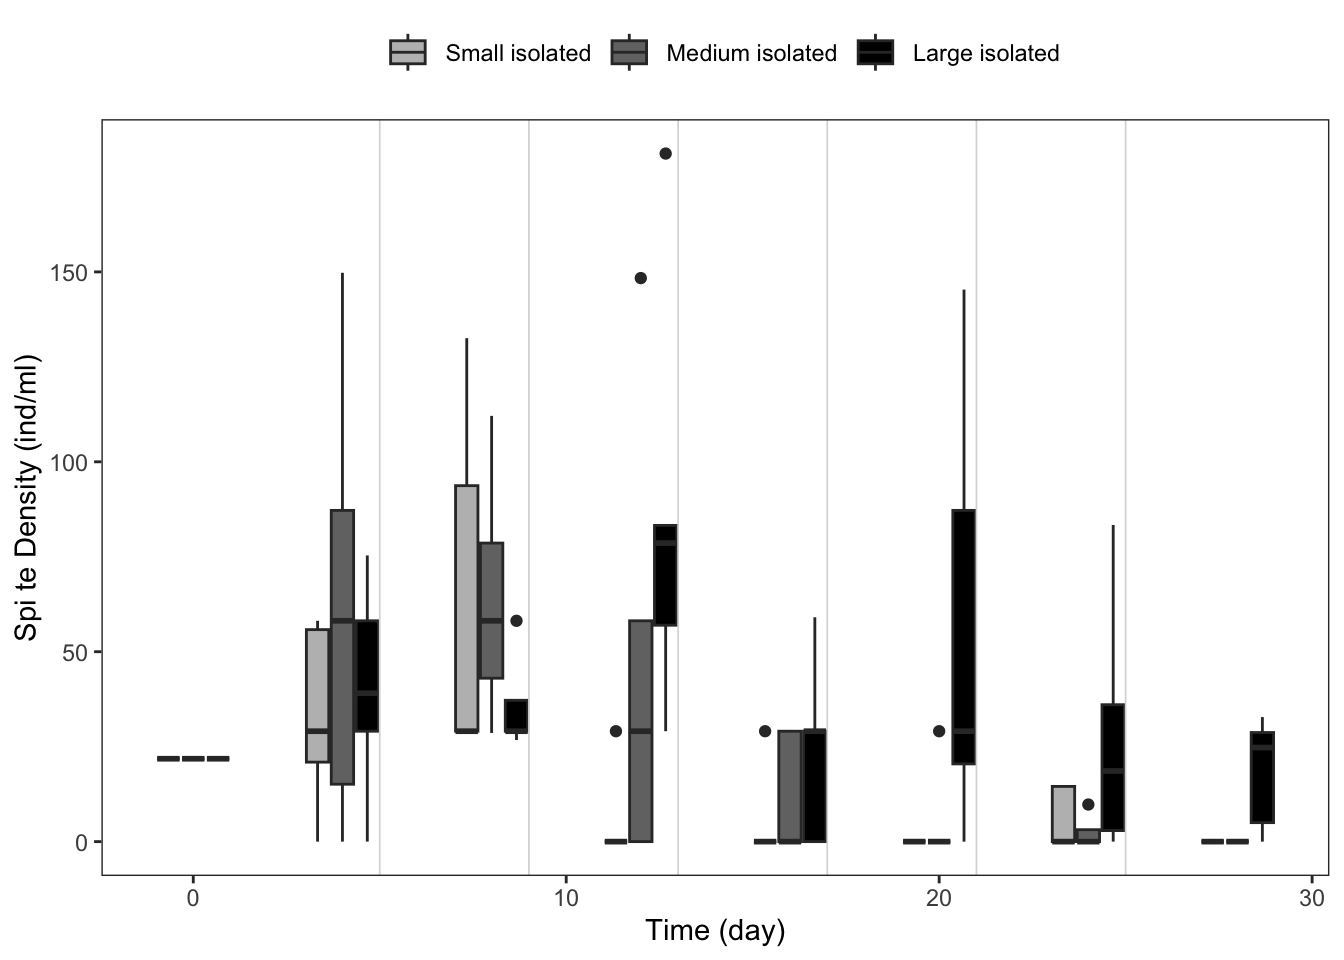 Small isolated Medium isolated Large isolated
Spi te Density (ind/ml)
150
100
50
0
0 10 20 30
Time (day)